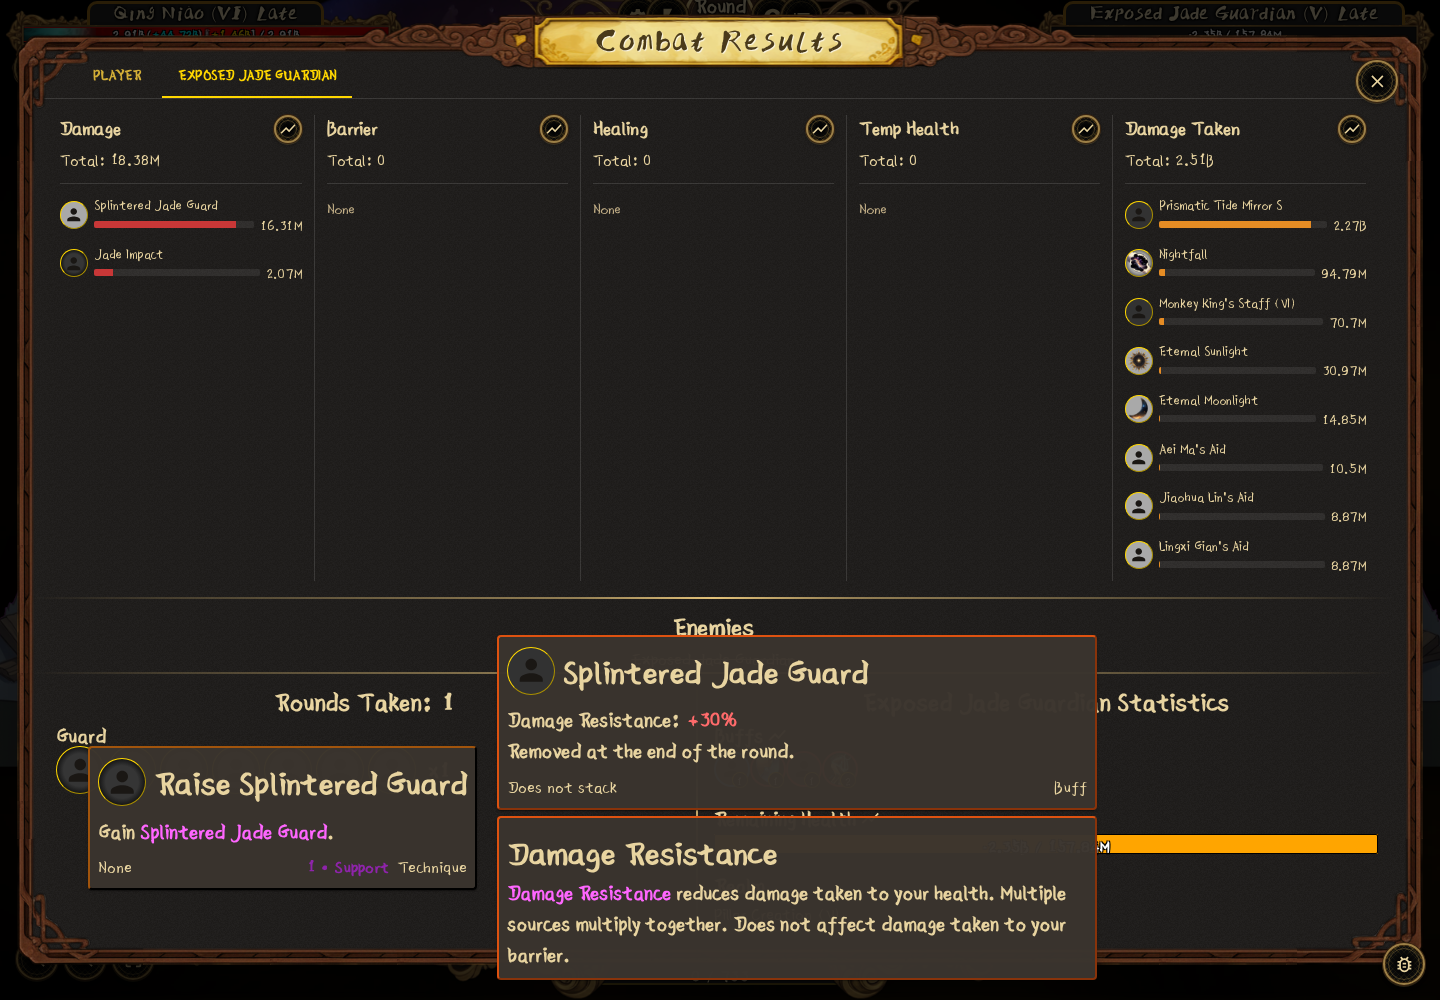 Qing Niao (VI) Late
Round
Exposed Jade Guardian (V) Late
Combat Results
PLAYER
EXPOSED JADE GUARDIAN
Damage
Total: 18.38M
Splintered Jade Guard
16.31M
Jade Impact
2.07M
Barrier
Total: 0
None
Healing
Total: 0
None
Temp Health
Total: 0
None
Damage Taken
Total: 2.51B
Prismatic Tide Mirror S
2.27B
Nightfall
94.79M
Monkey King's Staff (VI)
70.7M
Eternal Sunlight
30.97M
Eternal Moonlight
14.85M
Aei Ma's Aid
10.5M
Jiaohua Lin's Aid
8.87M
Lingxi Gian's Aid
8.87M
Enemies
Rounds Taken: 1
Exposed Jade Guardian Statistics
Guard
Raise Splintered Guard
Gain Splintered Jade Guard.
None
1 • Support Technique
Splintered Jade Guard
Damage Resistance: +30%
Removed at the end of the round.
Does not stack
Buff
Damage Resistance
Damage Resistance reduces damage taken to your health. Multiple
sources multiply together. Does not affect damage taken to your
barrier.